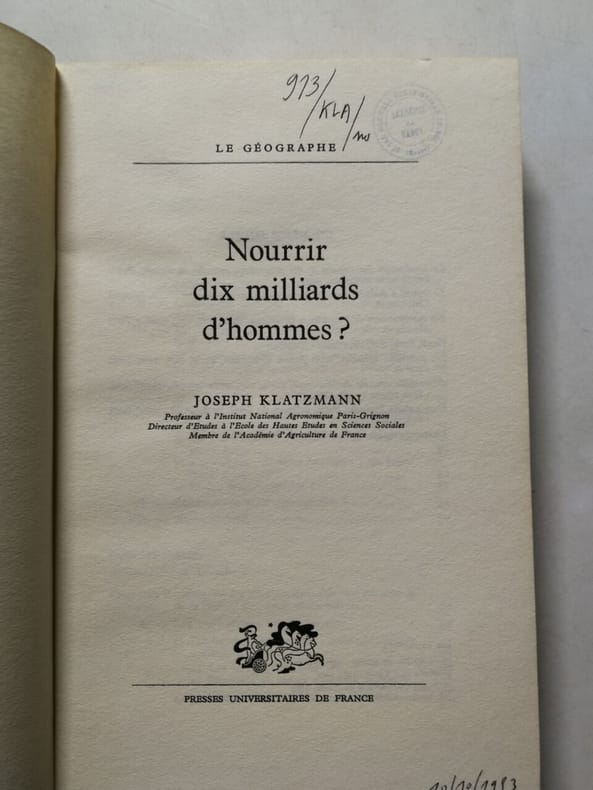 913/KLA/no
LE GÉOGRAPHE
Nourrir
dix milliards
d'hommes ?
JOSEPH KLATZMANN
Professeur à l'Institut National Agronomique Paris-Grignon
Directeur d'Etudes à l'Ecole des Hautes Etudes en Sciences Sociales
Membre de l'Académie d'Agriculture de France
PRESSES UNIVERSITAIRES DE FRANCE